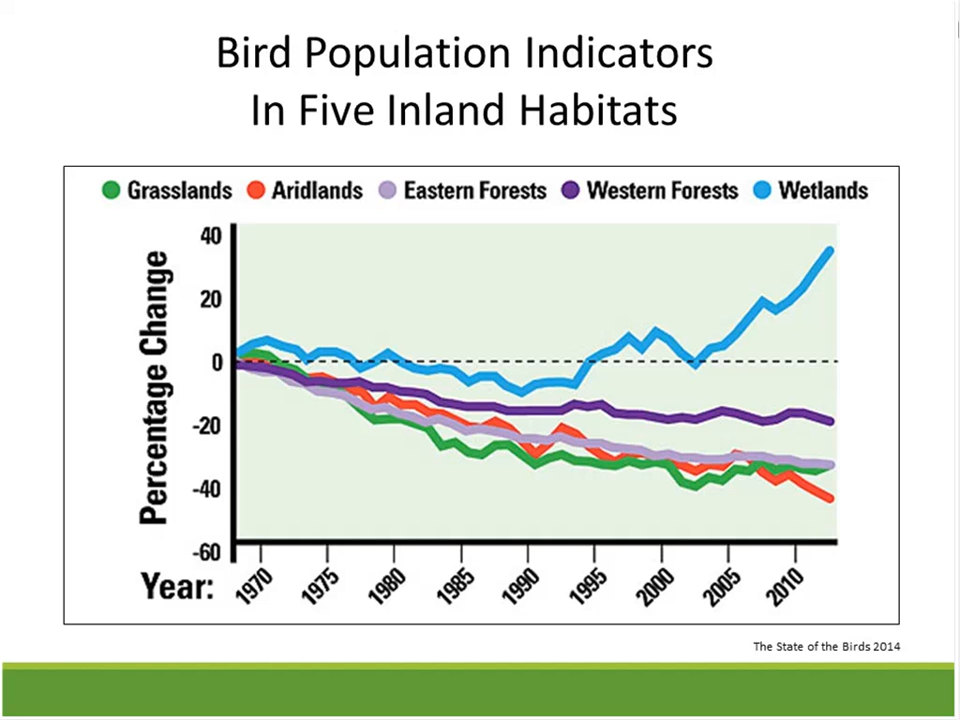 Bird Population Indicators
In Five Inland Habitats
Grasslands Aridlands Eastern Forests Western Forests Wetlands
Percentage Change
40
20
0
-20
-40
-60
Year:
1970 1975 1980 1985 1990 1995 2000 2005 2010
The State of the Birds 2014